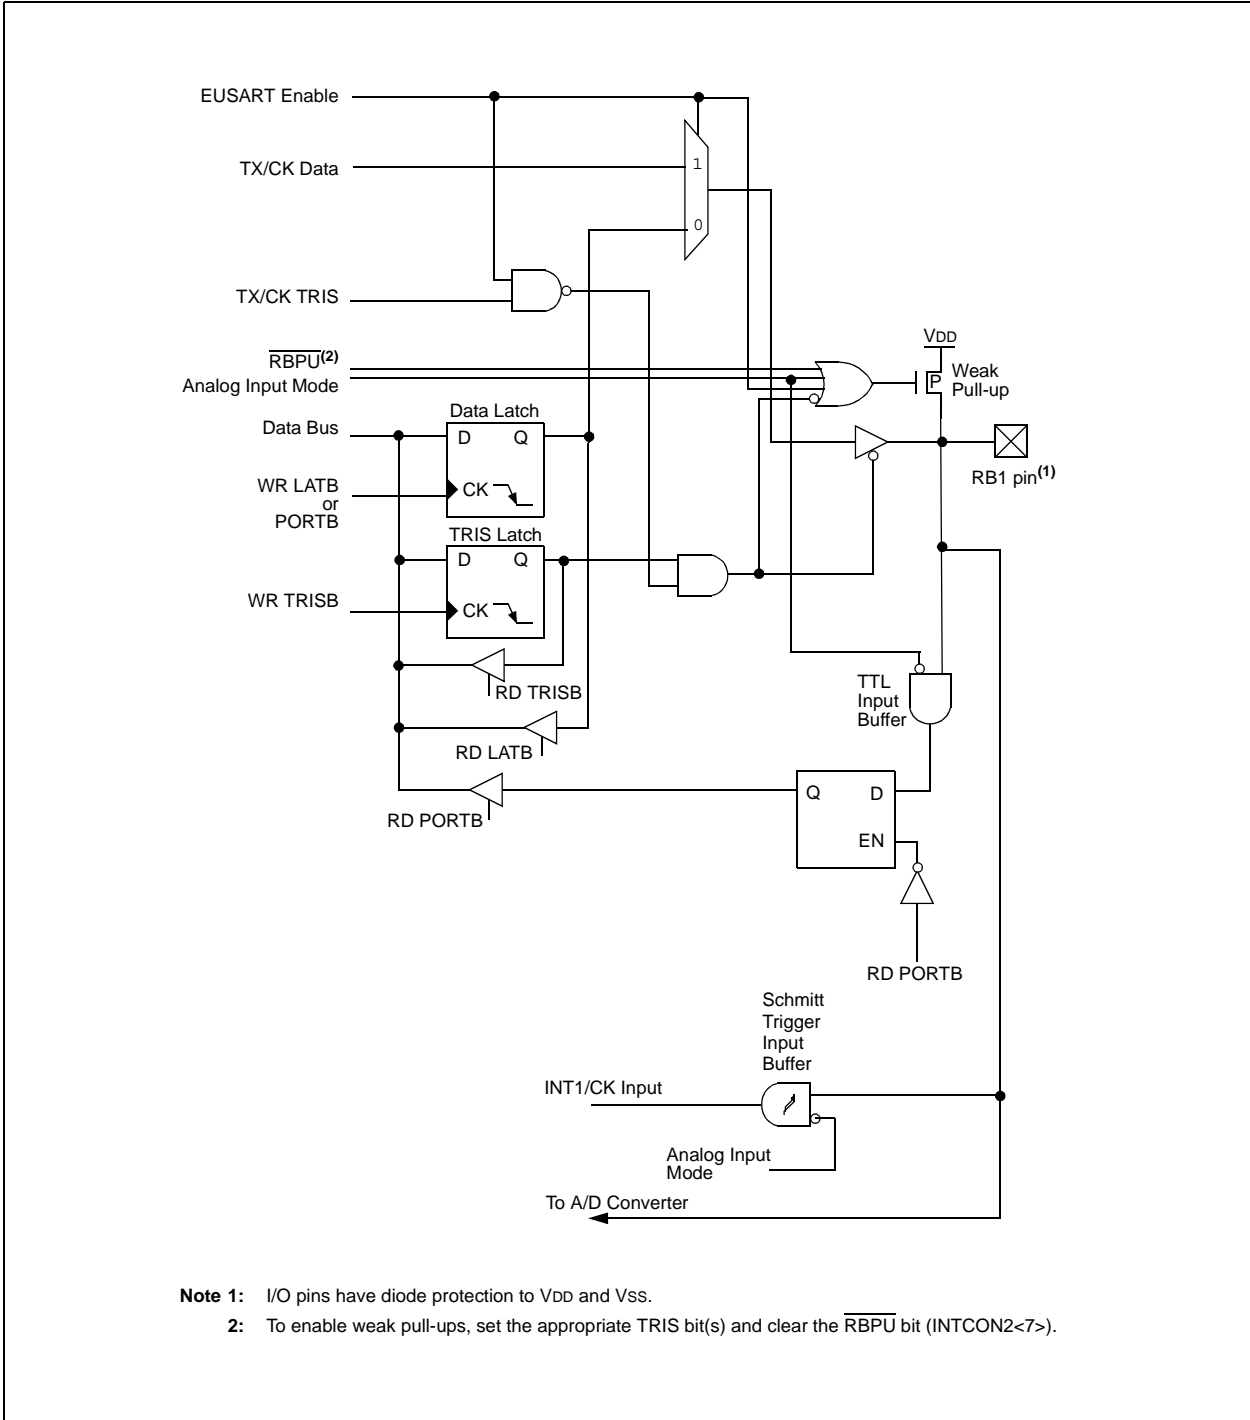 EUSART Enable
TX/CK Data
1
0
TX/CK TRIS
RBPU(2)
Analog Input Mode
VDD
P
Weak
Pull-up
Data Bus
Data Latch
D Q
CK
WR LATB
or
PORTB
RB1 pin(1)
TRIS Latch
D Q
CK
WR TRISB
RD TRISB
TTL
Input
Buffer
RD LATB
Q D
EN
RD PORTB
RD PORTB
Schmitt
Trigger
Input
Buffer
INT1/CK Input
Analog Input
Mode
To A/D Converter
Note 1: I/O pins have diode protection to VDD and VSS.
2: To enable weak pull-ups, set the appropriate TRIS bit(s) and clear the RBPU bit (INTCON2<7>).